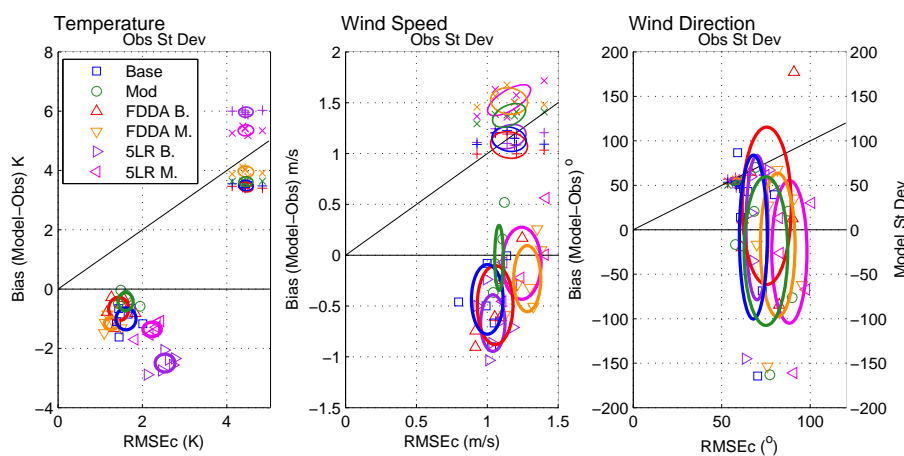 Temperature
Wind Speed
Wind Direction
Obs St Dev
Obs St Dev
Obs St Dev
Bias (Model−Obs) K
8
6
4
2
0
−2
−4
Base
Mod
FDDA B.
FDDA M.
5LR B.
5LR M.
0 2 4
RMSEc (K)
Bias (Model−Obs) m/s
1.5
1
0.5
0
−0.5
−1
−1.5
0 0.5 1 1.5
RMSEc (m/s)
Bias (Model−Obs) o
200
150
100
50
0
−50
−100
−150
−200
0 50 100
RMSEc (o)
200
150
100
50
0
−50
−100
−150
−200
Model St Dev